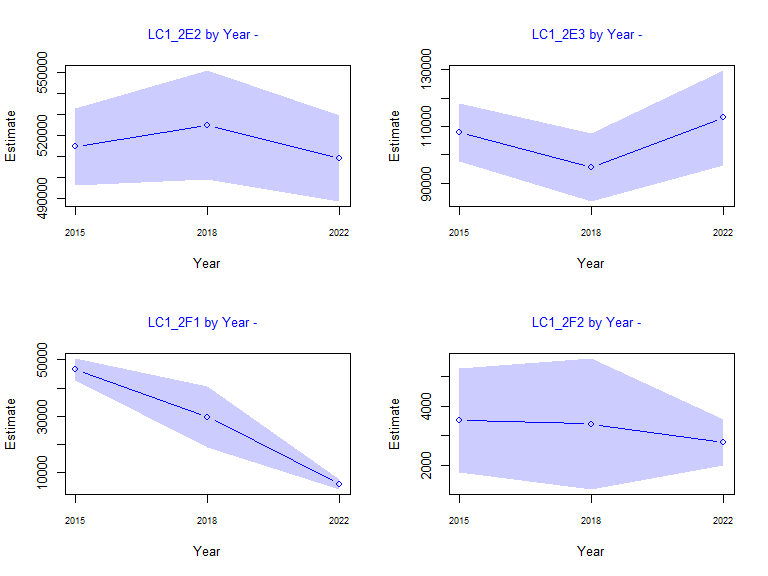 LC1_2E2 by Year -
Estimate
490000
520000
550000
2015
2018
2022
Year
LC1_2E3 by Year -
Estimate
90000
110000
130000
2015
2018
2022
Year
LC1_2F1 by Year -
Estimate
10000
30000
50000
2015
2018
2022
Year
LC1_2F2 by Year -
Estimate
2000
4000
2015
2018
2022
Year